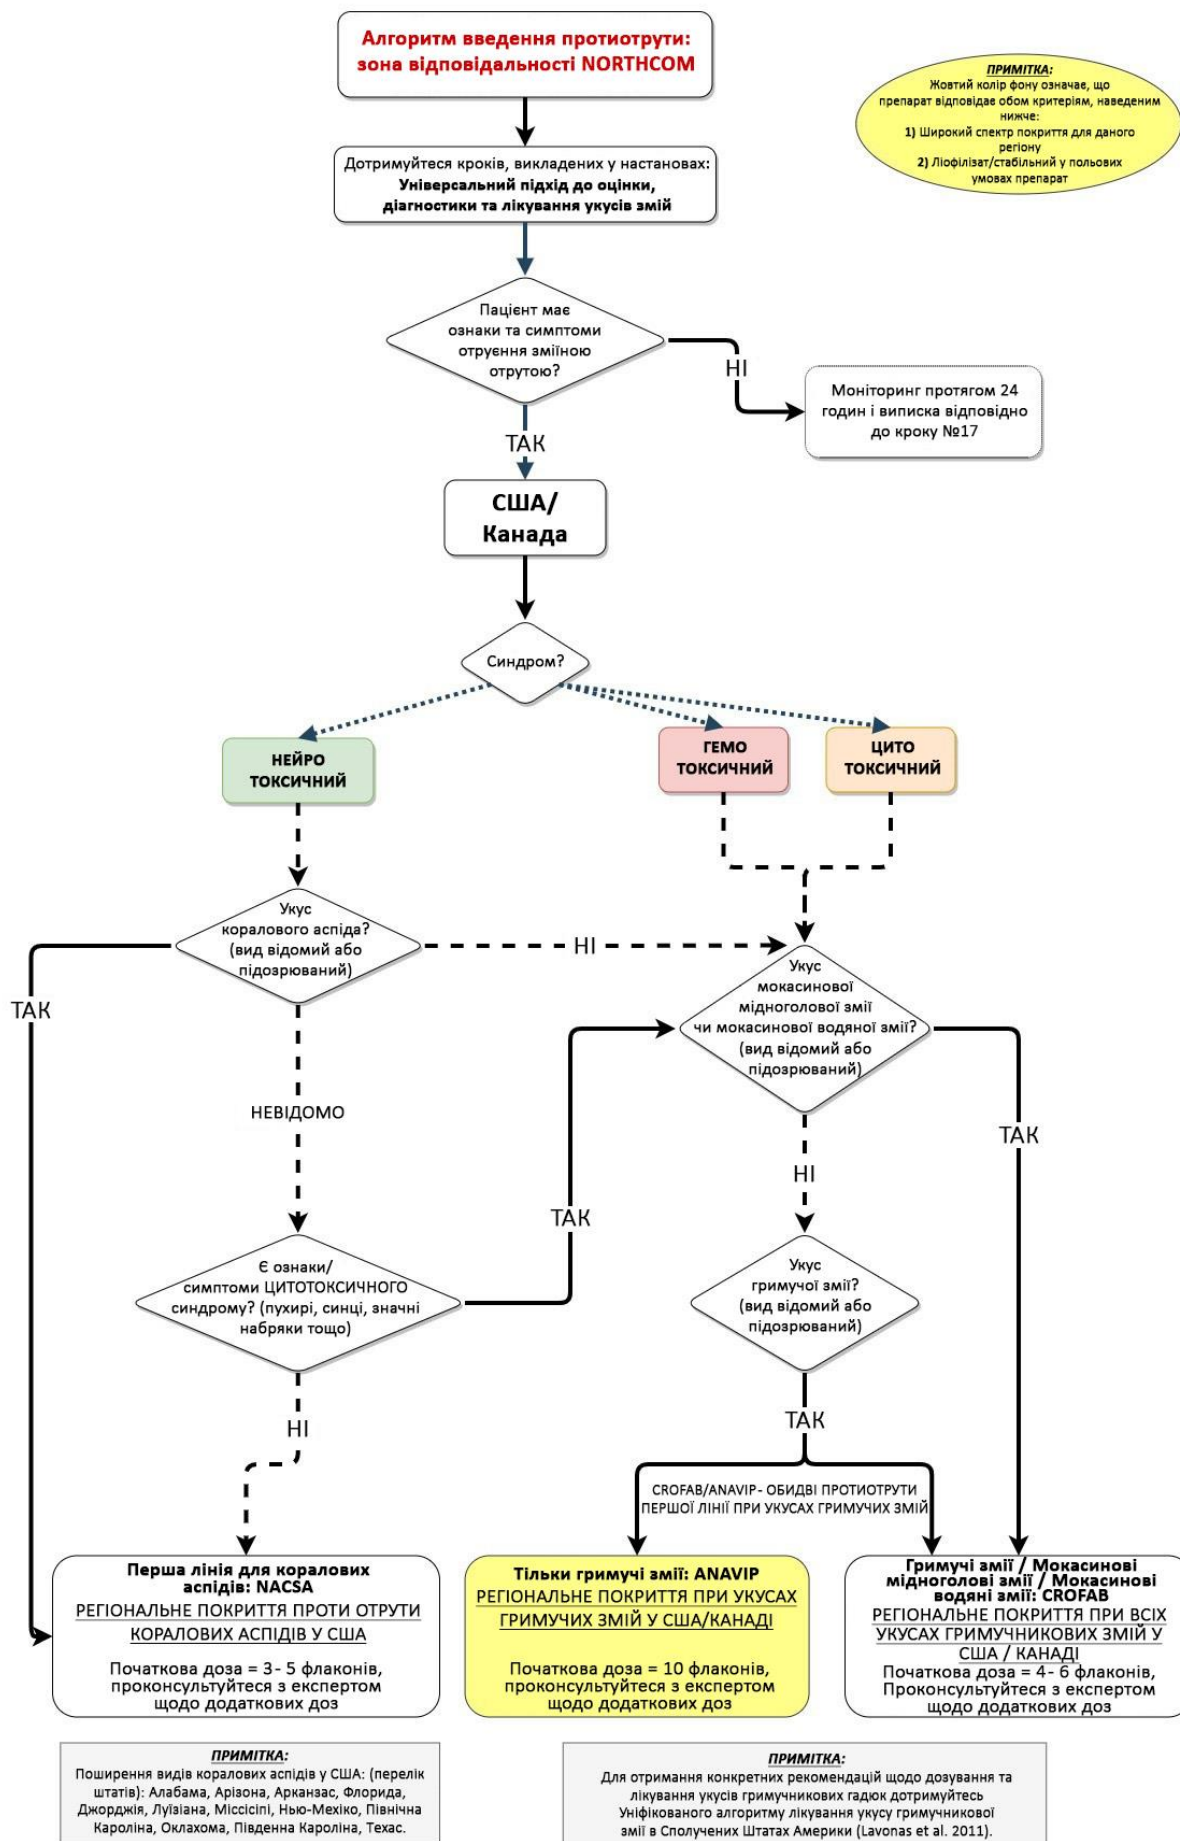 Алгоритм введення протиотрути:
зона відповідальності NORTHCOM
ПРИМІТКА:
Жовтий колір фону означає, що
препарат відповідає обом критеріям, наведеним
нижче:
1) Широкий спектр покриття для даного
регіону
2) Ліофілізат/стабільний у польових
умовах препарат
Дотримуйтеся кроків, викладених у настановах:
Універсальний підхід до оцінки,
діагностики та лікування укусів змій
Пацієнт має
ознаки та симптоми
отруєння зміїною
отрутою?
НІ
Моніторинг протягом 24
годин і виписка відповідно
до кроку №17
ТАК
США/
Канада
Синдром?
НЕЙРО
ТОКСИЧНИЙ
ГЕМО
ТОКСИЧНИЙ
ЦИТО
ТОКСИЧНИЙ
Укус
коралового аспіда?
(вид відомий або
підозрюваний)
НІ
ТАК
Укус
мокасинової
мідноголової змії
чи мокасинової водяної змії?
(вид відомий або
підозрюваний)
НЕВІДОМО
ТАК
НІ
ТАК
Є ознаки/
симптоми ЦИТОТОКСИЧНОГО
синдрому? (пухирі, синці, значні
набряки тощо)
Укус
гримучої змії?
(вид відомий або
підозрюваний)
НІ
ТАК
CROFAB/ANAVIP - ОБИДВІ ПРОТИОТРУТИ
ПЕРШОЇ ЛІНІЇ ПРИ УКУСАХ ГРИМУЧИХ ЗМІЙ
Перша лінія для коралових
аспідів: NACSA
РЕГІОНАЛЬНЕ ПОКРИТТЯ ПРОТИ ОТРУТИ
КОРАЛОВИХ АСПІДІВ У США
Початкова доза = 3- 5 флаконів,
проконсультуйтеся з експертом
щодо додаткових доз
Тільки гримучі змії: ANAVIP
РЕГІОНАЛЬНЕ ПОКРИТТЯ ПРИ УКУСАХ
ГРИМУЧИХ ЗМІЙ У США/КАНАДІ
Початкова доза = 10 флаконів,
проконсультуйтеся з експертом
щодо додаткових доз
Гримучі змії / Мокасинові
мідноголові змії / Мокасинові
водяні змії: CROFAB
РЕГІОНАЛЬНЕ ПОКРИТТЯ ПРИ ВСІХ
УКУСАХ ГРИМУЧНИКОВИХ ЗМІЙ У
США / КАНАДІ
Початкова доза = 4- 6 флаконів,
Проконсультуйтеся з експертом
щодо додаткових доз
ПРИМІТКА:
Поширення видів коралових аспідів у США: (перелік
штатів): Алабама, Арізона, Арканзас, Флорида,
Джорджія, Луїзіана, Міссісіпі, Нью-Мехіко, Північна
Кароліна, Оклахома, Південна Кароліна, Техас.
ПРИМІТКА:
Для отримання конкретних рекомендацій щодо дозування та
лікування укусів гримучникових гадюк дотримуйтесь
Уніфікованого алгоритму лікування укусу гримучникової
змії в Сполучених Штатах Америки (Lavonas et al. 2011).